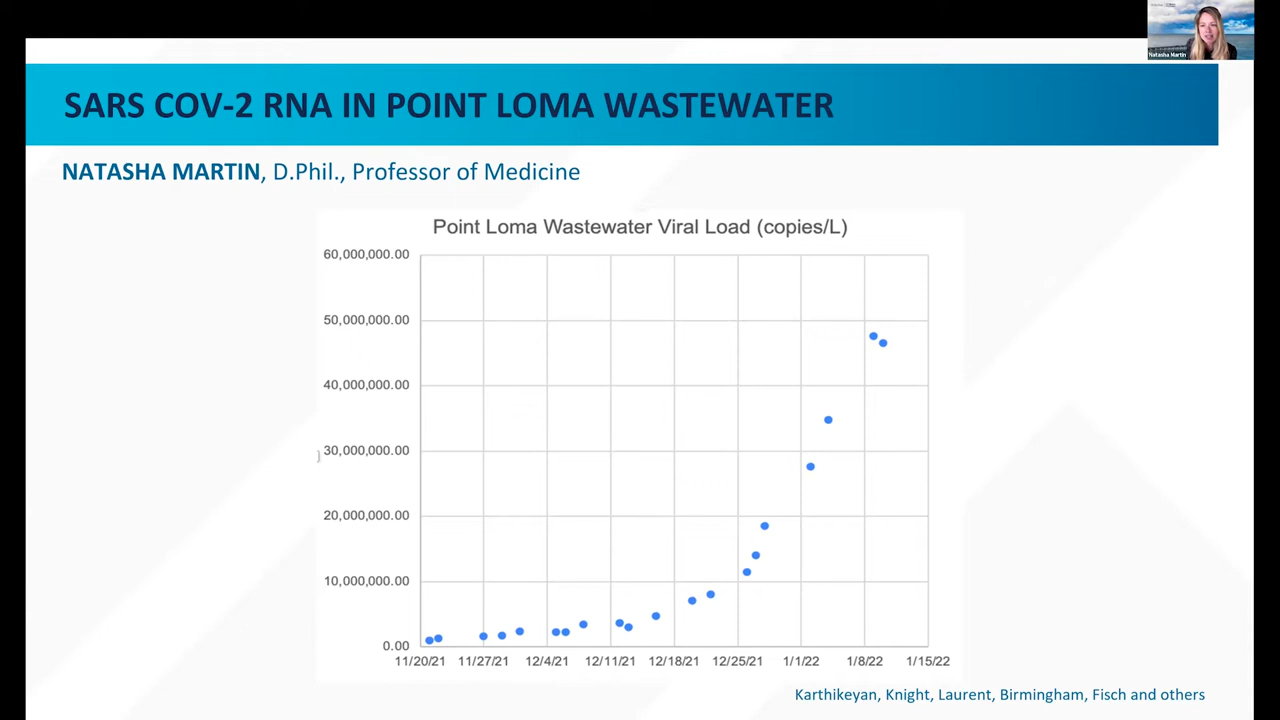 Natasha Martin
SARS COV-2 RNA IN POINT LOMA WASTEWATER
NATASHA MARTIN, D.Phil., Professor of Medicine
Point Loma Wastewater Viral Load (copies/L)
60,000,000.00
50,000,000.00
40,000,000.00
30,000,000.00
20,000,000.00
10,000,000.00
0.00
11/20/21 11/27/21 12/4/21 12/11/21 12/18/21 12/25/21 1/1/22 1/8/22 1/15/22
Karthikeyan, Knight, Laurent, Birmingham, Fisch and others